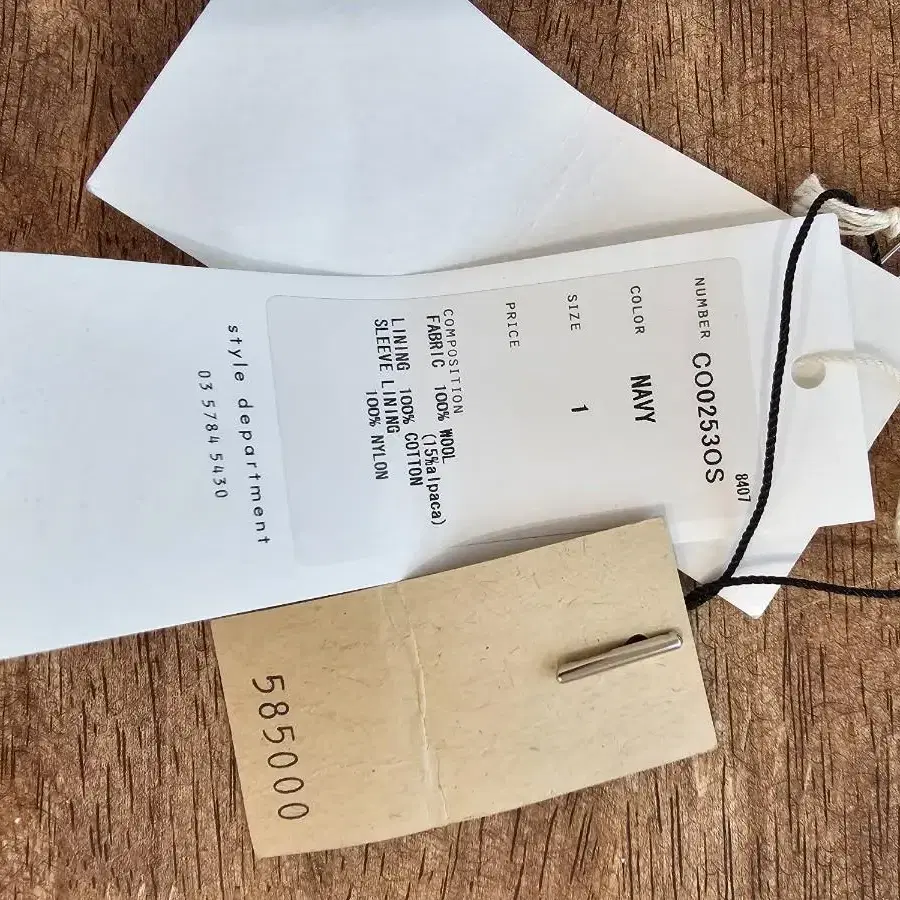 NUMBER CO0253OS
8407
COLOR NAVY
SIZE 1
PRICE
COMPOSITION
FABRIC 100% WOOL
(15%alpaca)
LINING 100% COTTON
SLEEVE LINING
100% NYLON
style department
03 5784 5430
585000